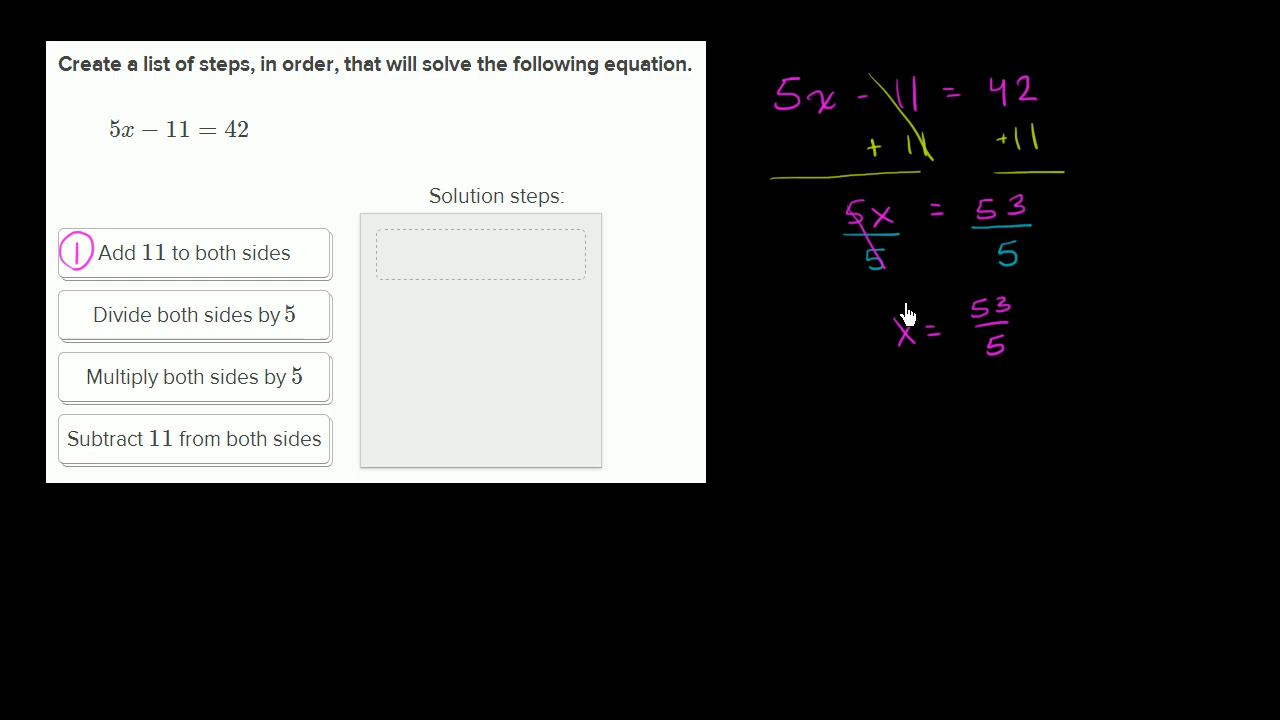 Create a list of steps, in order, that will solve the following equation.
5x − 11 = 42
Solution steps:
1 Add 11 to both sides
Divide both sides by 5
Multiply both sides by 5
Subtract 11 from both sides
5x - 11 = 42
+ 11 +11
5x = 53
5 5
x = 53
5